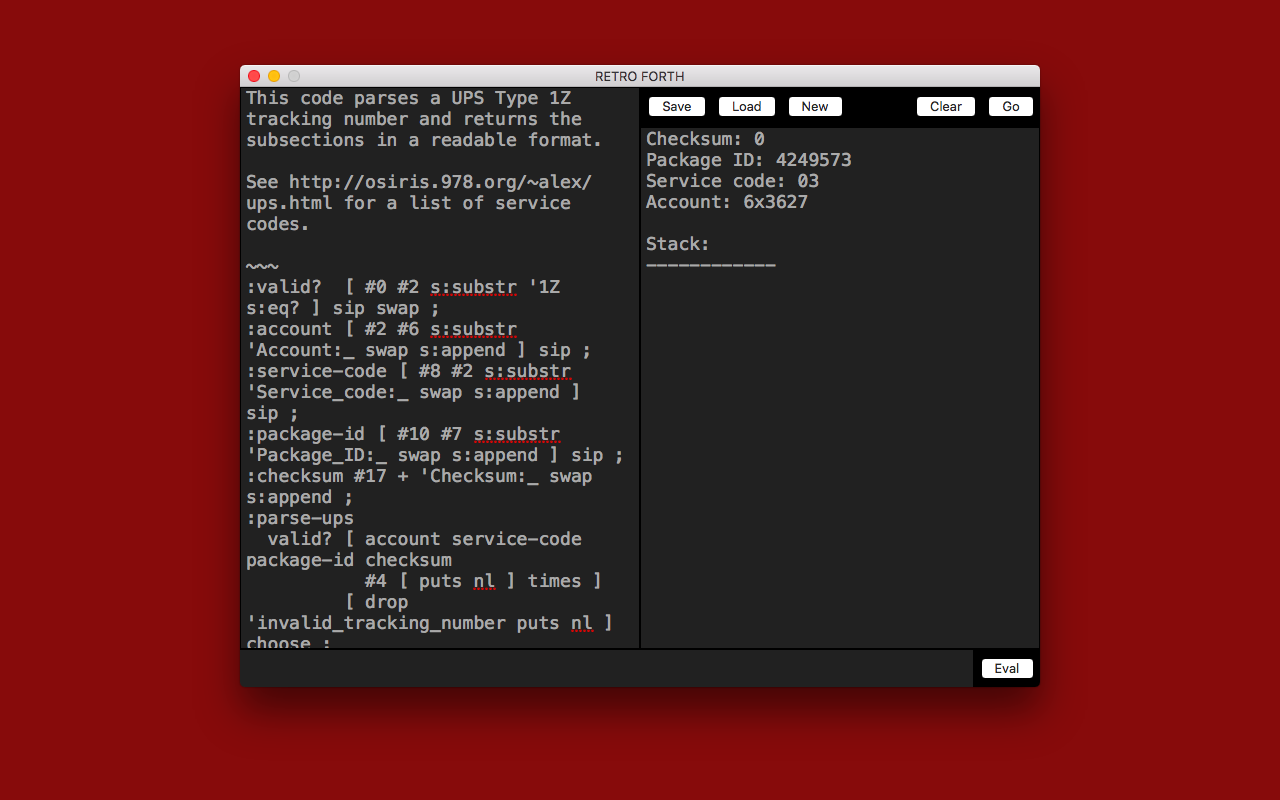 RETRO FORTH
This code parses a UPS Type 1Z
tracking number and returns the
subsections in a readable format.
See http://osiris.978.org/~alex/
ups.html for a list of service
codes.
~~~
:valid?  [ #0 #2 s:substr '1Z
s:eq? ] sip swap ;
:account [ #2 #6 s:substr
'Account:_ swap s:append ] sip ;
:service-code [ #8 #2 s:substr
'Service_code:_ swap s:append ]
sip ;
:package-id [ #10 #7 s:substr
'Package_ID:_ swap s:append ] sip ;
:checksum #17 + 'Checksum:_ swap
s:append ;
:parse-ups
  valid? [ account service-code
package-id checksum
           #4 [ puts nl ] times ]
         [ drop
'invalid_tracking_number puts nl ]
choose ;
Save Load New Clear Go
Checksum: 0
Package ID: 4249573
Service code: 03
Account: 6x3627
Stack:
------------
Eval